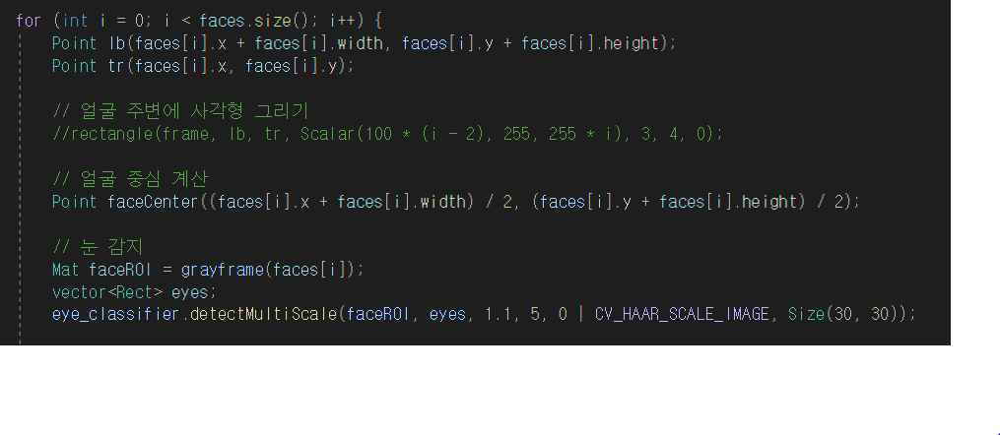 for (int i = 0; i < faces.size(); i++) {
Point lb(faces[i].x + faces[i].width, faces[i].y + faces[i].height);
Point tr(faces[i].x, faces[i].y);
// 얼굴 주변에 사각형 그리기
//rectangle(frame, lb, tr, Scalar(100 * (i - 2), 255, 255 * i), 3, 4, 0);
// 얼굴 중심 계산
Point faceCenter((faces[i].x + faces[i].width) / 2, (faces[i].y + faces[i].height) / 2);
// 눈 감지
Mat faceROI = grayframe(faces[i]);
vector<Rect> eyes;
eye_classifier.detectMultiScale(faceROI, eyes, 1.1, 5, 0 | CV_HAAR_SCALE_IMAGE, Size(30, 30));